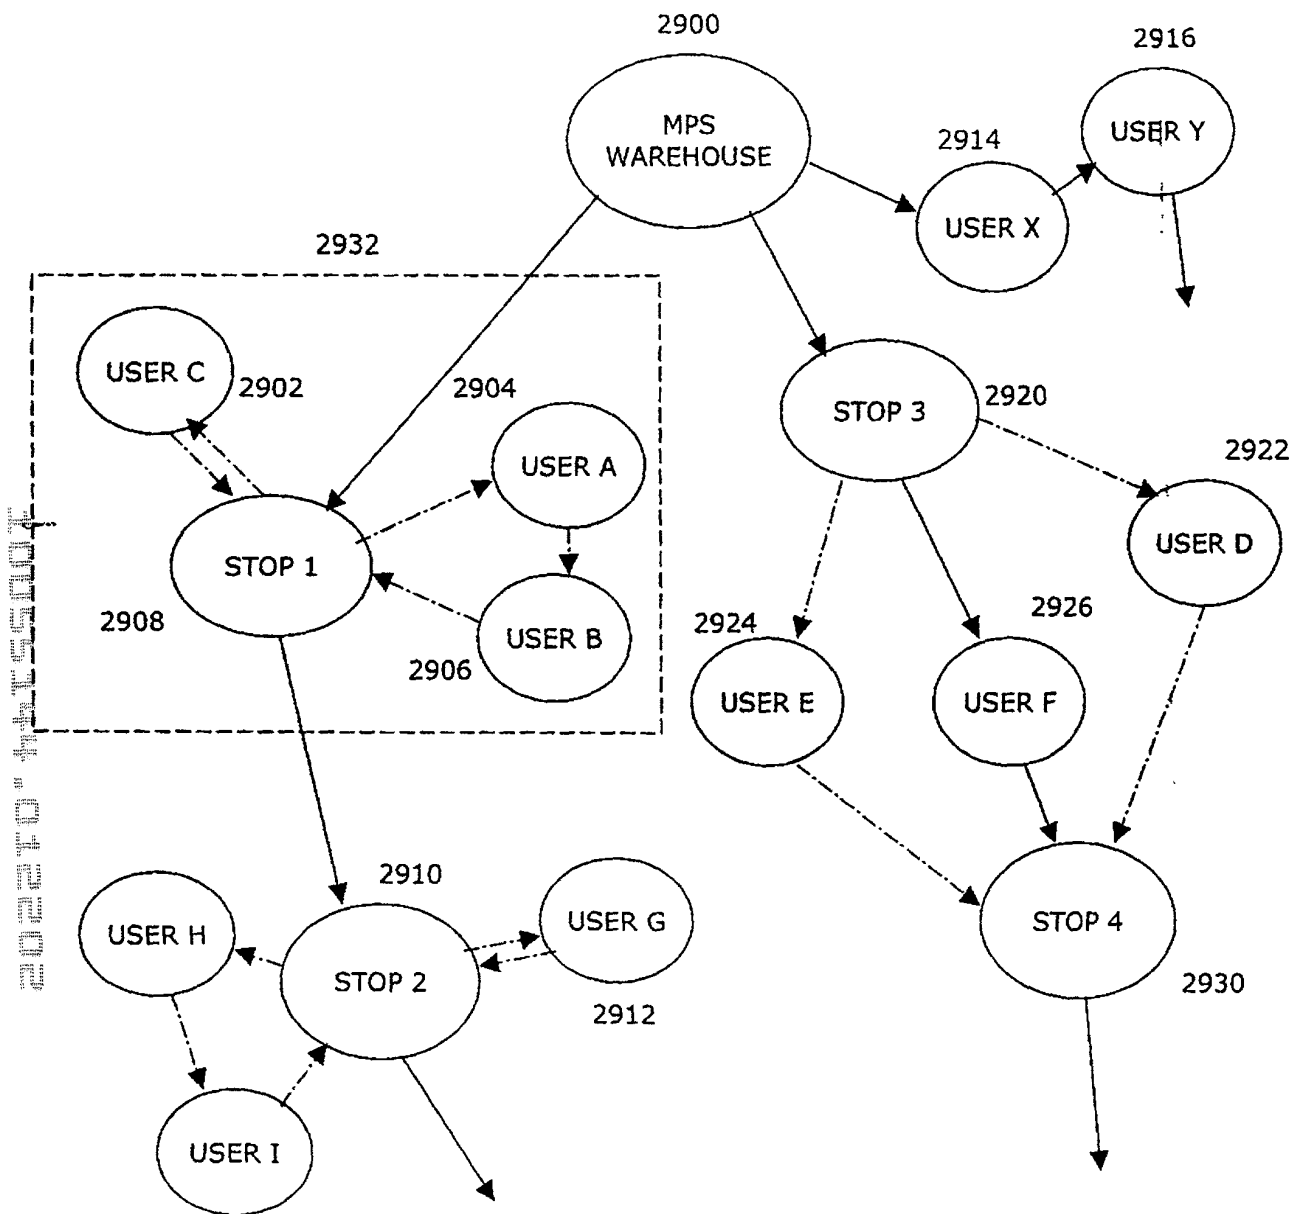 2900
2916
MPS
WAREHOUSE
2914
USER Y
USER X
2932
USER C
2902
2904
STOP 3
2920
USER A
2922
STOP 1
USER D
2908
USER B
2906
2924
2926
USER E
USER F
2910
USER H
USER G
STOP 2
STOP 4
2912
2930
USER I